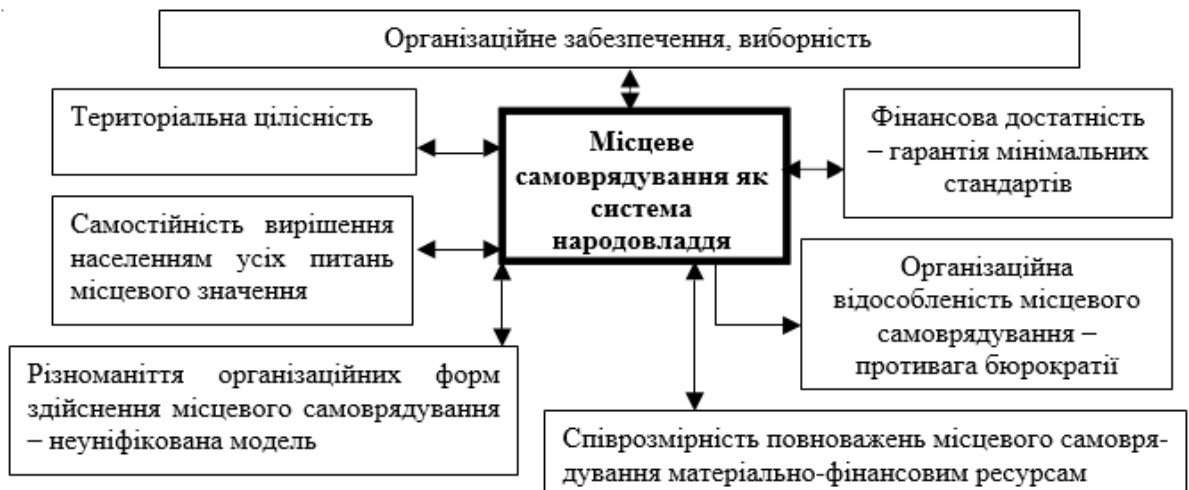 Організаційне забезпечення, виборність
Територіальна цілісність
Місцеве
самоврядування як
система
народовладдя
Фінансова достатність
– гарантія мінімальних
стандартів
Самостійність вирішення
населенням усіх питань
місцевого значення
Організаційна
відособленість місцевого
самоврядування –
противага бюрократії
Різноманіття організаційних форм
здійснення місцевого самоврядування
– неуніфікована модель
Співрозмірність повноважень місцевого самовря-
дування матеріально-фінансовим ресурсам